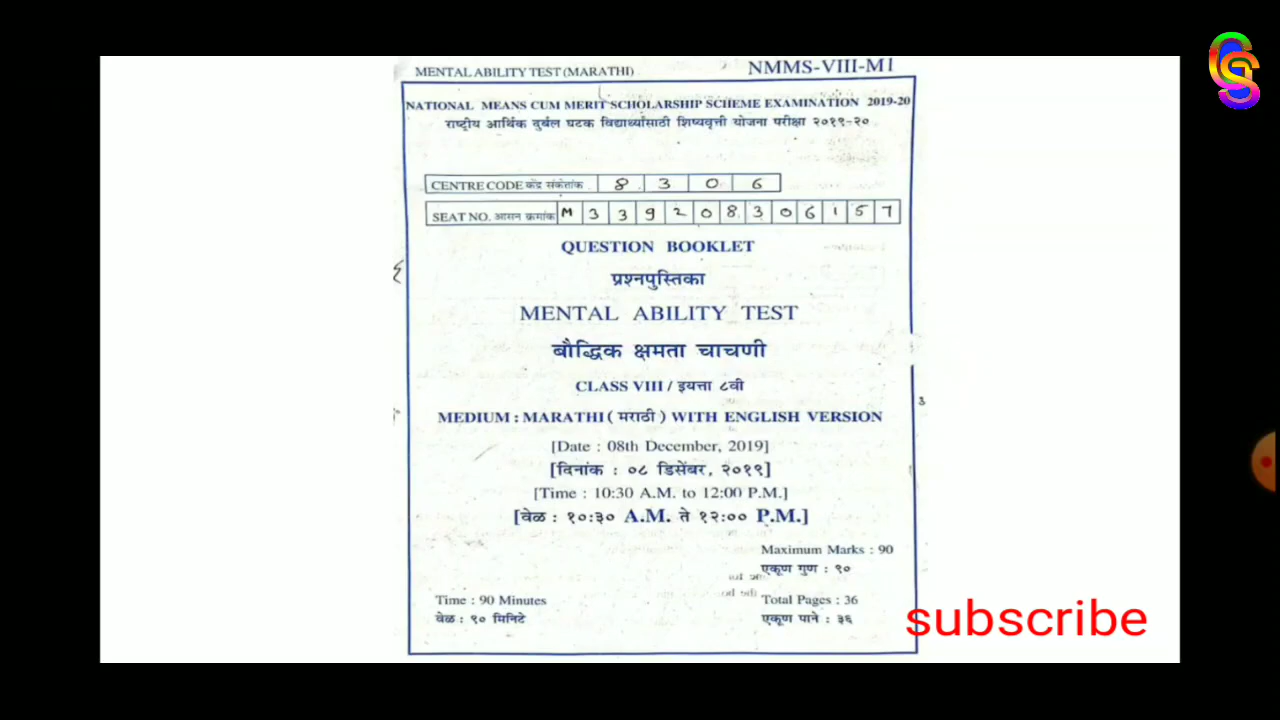 MENTAL ABILITY TEST (MARATHI) NMMS-VIII-M1
NATIONAL MEANS CUM MERIT SCHOLARSHIP SCHEME EXAMINATION 2019-20
राष्ट्रीय आर्थिक दुर्बल घटक विद्यार्थ्यांसाठी शिष्यवृत्ती योजना परीक्षा २०१९-२०
CENTRE CODE केंद्र संकेतांक 8 3 0 6
SEAT NO. आसन क्रमांक M 3 3 9 2 0 8 3 0 6 1 5 7
QUESTION BOOKLET
प्रश्नपुस्तिका
MENTAL ABILITY TEST
बौद्धिक क्षमता चाचणी
CLASS VIII / इयत्ता ८वी
MEDIUM : MARATHI ( मराठी ) WITH ENGLISH VERSION
[Date : 08th December, 2019]
[दिनांक : ०८ डिसेंबर, २०१९]
[Time : 10:30 A.M. to 12:00 P.M.]
[वेळ : १०:३० A.M. ते १२:०० P.M.]
Maximum Marks : 90
एकूण गुण : ९०
Time : 90 Minutes Total Pages : 36
वेळ : ९० मिनिटे एकूण पाने : ३६
subscribe